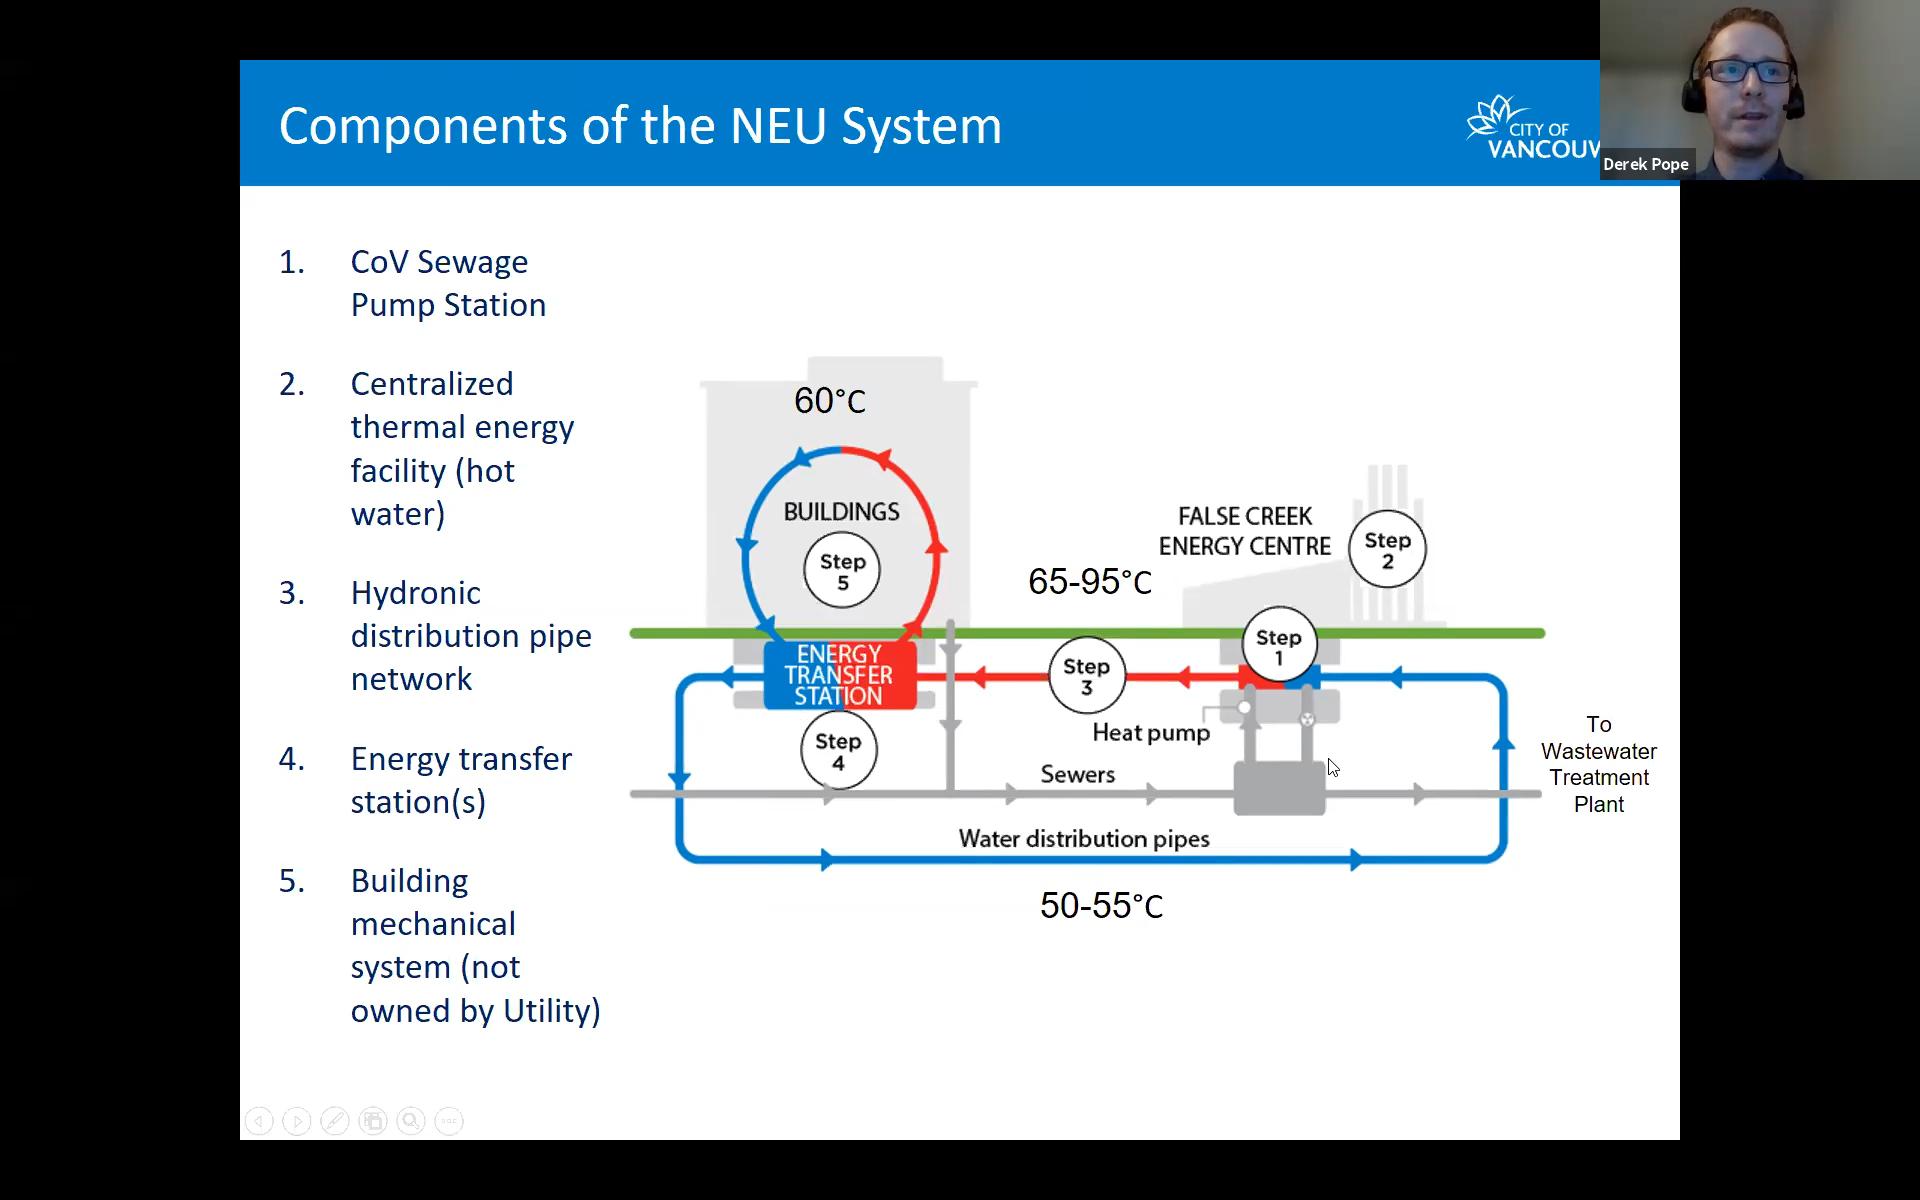 Components of the NEU System
CITY OF
VANCOUV
Derek Pope
1. CoV Sewage
Pump Station
2. Centralized
thermal energy
facility (hot
water)
3. Hydronic
distribution pipe
network
4. Energy transfer
station(s)
5. Building
mechanical
system (not
owned by Utility)
60°C
BUILDINGS
Step
5
65-95°C
FALSE CREEK
ENERGY CENTRE
Step
2
Step
1
ENERGY
TRANSFER
STATION
Step
3
Step
4
Heat pump
Sewers
Water distribution pipes
50-55°C
To
Wastewater
Treatment
Plant